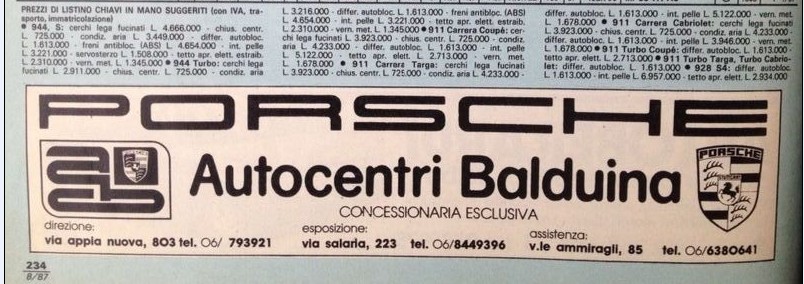 PREZZI DI LISTINO CHIAVI IN MANO SUGGERITI (con IVA, tra-
sporto, immatricolazione)
● 944, S: cerchi lega fucinati L. 4.666.000 - chius. centr.
L. 725.000 - condiz. aria L. 3.449.000 - differ. autobloc.
L. 1.613.000 - freni antibloc. (ABS) L. 4.654.000 - int. pelle
L. 3.221.000 - servosterzo L. 1.508.000 - tetto apr. elett. estraib.
L. 2.310.000 - vern. met. L. 1.345.000 ● 944 Turbo: cerchi lega
fucinati L. 2.911.000 - chius. centr. L. 725.000 - condiz. aria
L. 3.216.000 - differ. autobloc. L. 1.613.000 - freni antibloc. (ABS)
L. 4.654.000 - int. pelle L. 3.221.000 - tetto apr. elett. estraib.
L. 2.310.000 - vern. met. L. 1.345.000 ● 911 Carrera Coupé: cer-
chi lega fucinati L. 3.923.000 - chius. centr. L. 725.000 - condiz.
aria L. 4.233.000 - differ. autobloc. L. 1.613.000 - int. pelle
L. 5.122.000 - tetto apr. elett. L. 2.713.000 - vern. met.
L. 1.678.000 ● 911 Carrera Targa: cerchi lega fucinati
L. 3.923.000 - chius. centr. L. 725.000 - condiz. aria L. 4.233.000 -
differ. autobloc. L. 1.613.000 - int. pelle L. 5.122.000 - vern. met.
L. 1.678.000 ● 911 Carrera Cabriolet: cerchi lega fucinati
L. 3.923.000 - chius. centr. L. 725.000 - condiz. aria L. 4.233.000 -
differ. autobloc. L. 1.613.000 - int. pelle L. 3.946.000 - vern. met.
L. 1.678.000 ● 911 Turbo Coupé: differ. autobloc. L. 1.613.000 -
tetto apr. elett. L. 2.713.000 ● 911 Turbo Targa, Turbo Cabrio-
let: differ. autobloc. L. 1.613.000 ● 928 S4: differ. autobloc.
L. 1.613.000 - int. pelle L. 6.957.000 - tetto apr. elett. L. 2.934.000
PORSCHE
Autocentri Balduina
PORSCHE
STUTTGART
CONCESSIONARIA ESCLUSIVA
direzione:
via appia nuova, 803 tel. 06/ 793921
esposizione:
via salaria, 223 tel. 06/8449396
assistenza:
v.le ammiragli, 85 tel. 06/6380641
234
8/87